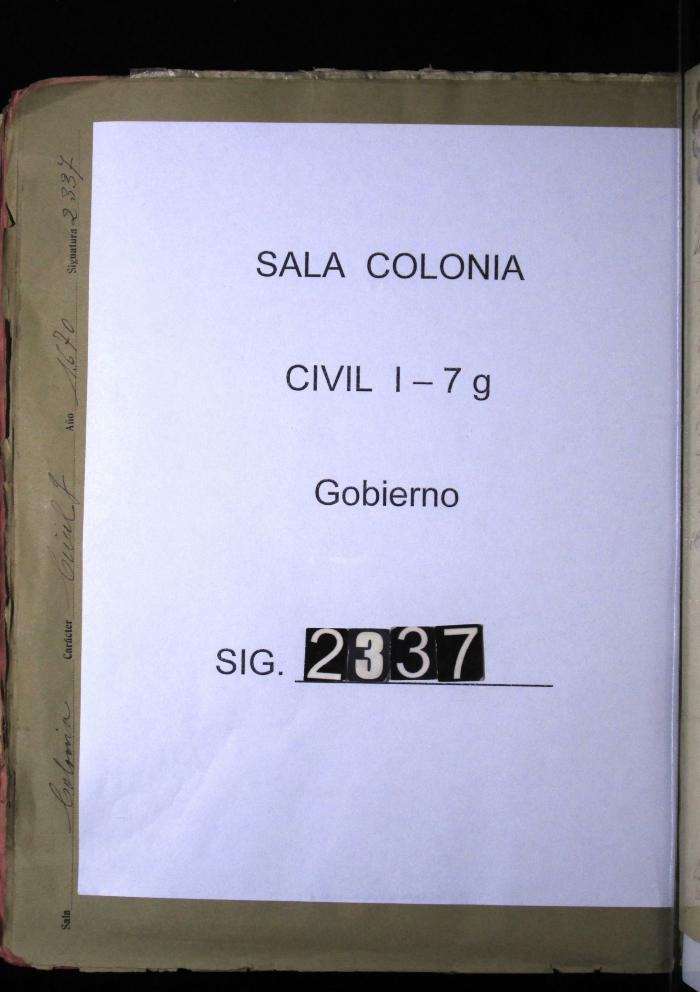 SALA COLONIA
CIVIL I – 7 g
Gobierno
SIG. 2337
Sala Colonia Carácter Civil J Año 1670 Signatura 2337